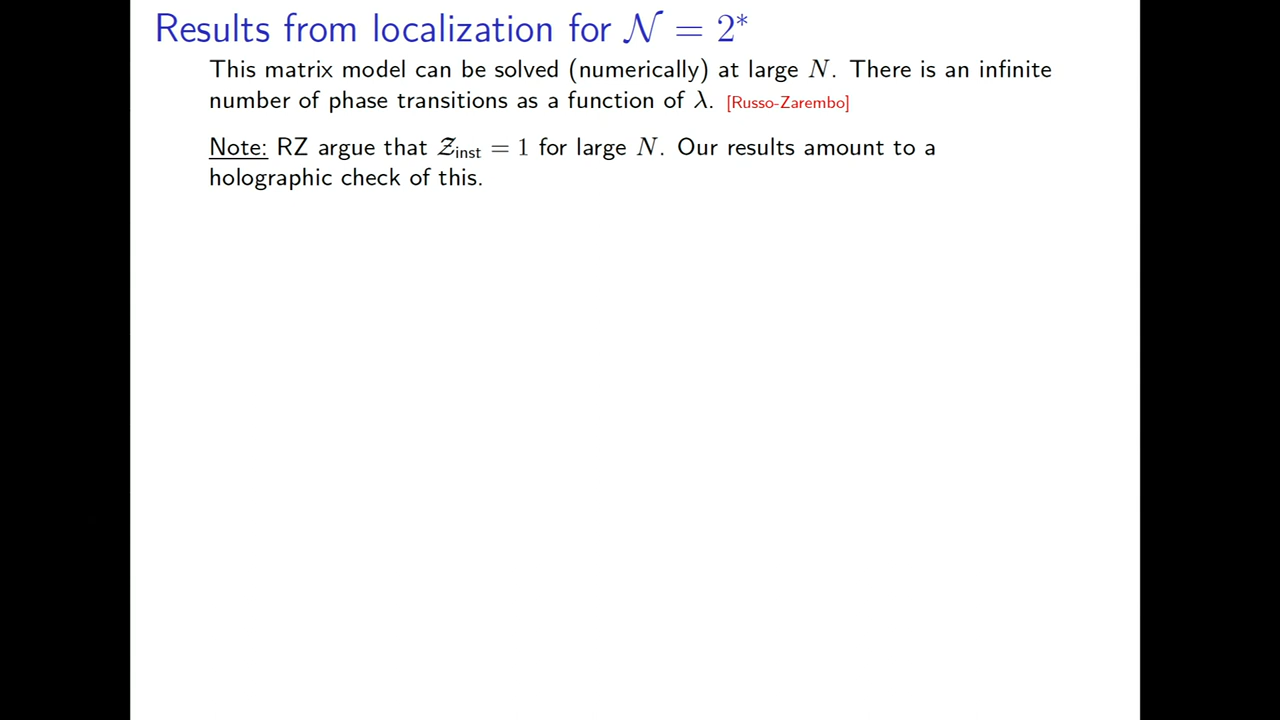 Results from localization for 𝒩 = 2*
This matrix model can be solved (numerically) at large N. There is an infinite
number of phase transitions as a function of λ. [Russo-Zarembo]
Note: RZ argue that 𝒵inst = 1 for large N. Our results amount to a
holographic check of this.